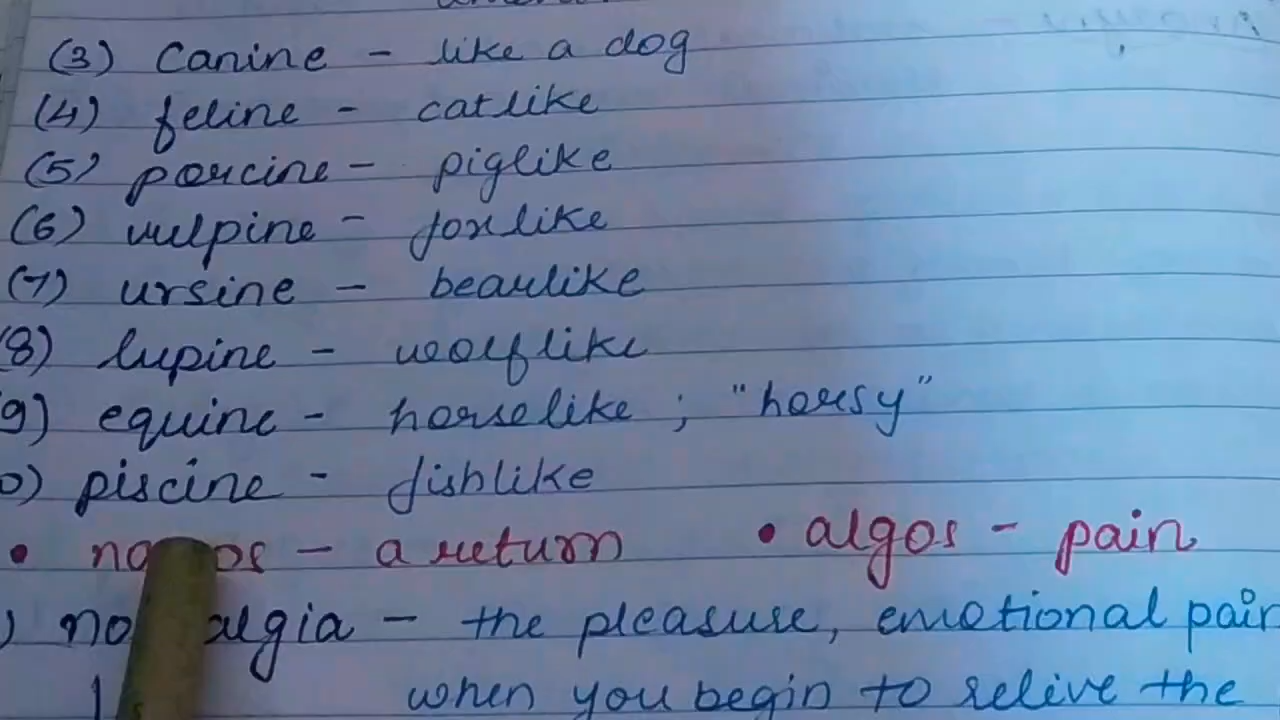 (3) Canine - like a dog
(4) feline - catlike
(5) porcine - piglike
(6) vulpine - foxlike
(7) ursine - bearlike
(8) lupine - wolflike
9) equine - horselike ; "horsy"
0) piscine - fishlike
• - a return • algos - pain
) - the pleasure, emotional pain
when you begin to relive the